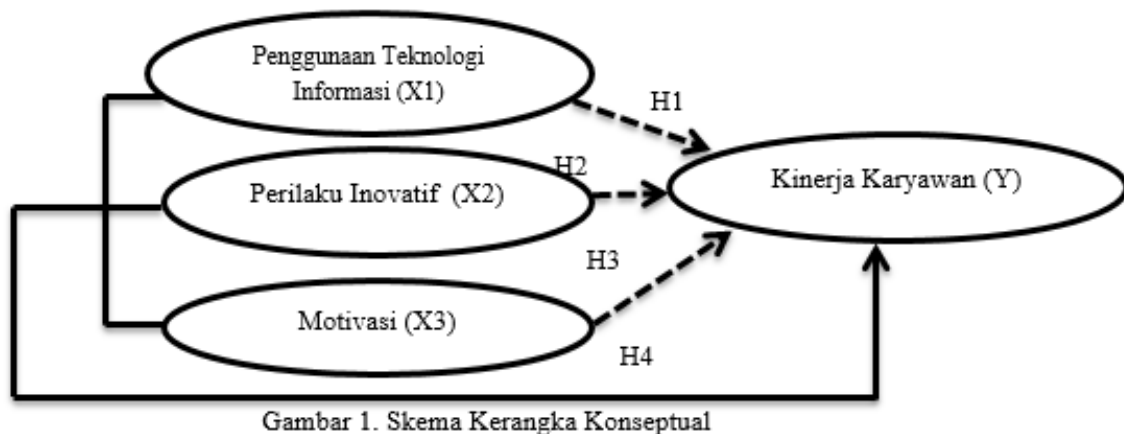 Penggunaan Teknologi
Informasi (X1)
H1
H2
Perilaku Inovatif (X2)
Kinerja Karyawan (Y)
H3
Motivasi (X3)
H4
Gambar 1. Skema Kerangka Konseptual